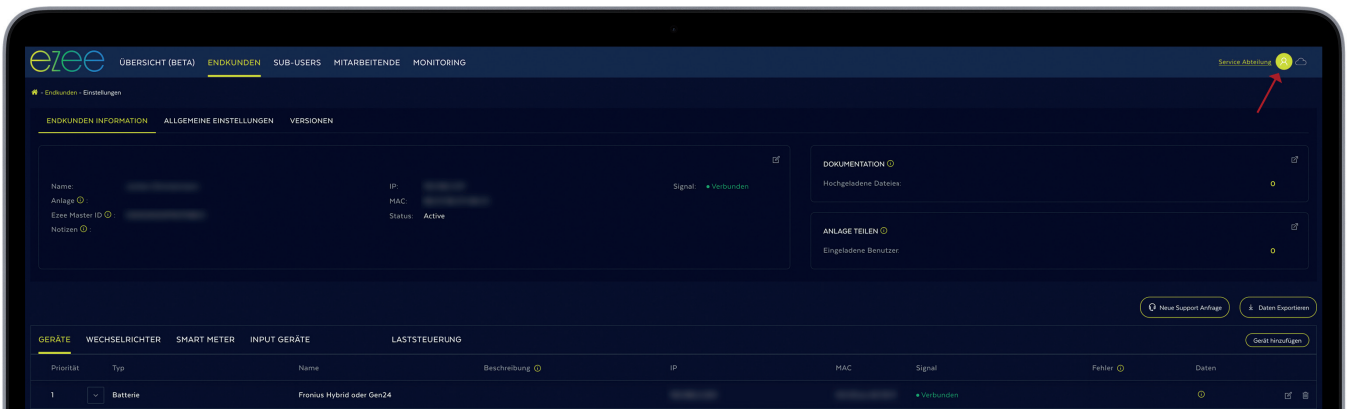 ezee ÜBERSICHT (BETA) ENDKUNDEN SUB-USERS MITARBEITENDE MONITORING Service Abteilung
- Endkunden - Einstellungen
ENDKUNDEN INFORMATION ALLGEMEINE EINSTELLUNGEN VERSIONEN
Name: IP: Signal: • Verbunden
Anlage :
MAC:
Ezee Master ID :
Status: Active
Notizen :
DOKUMENTATION
Hochgeladene Dateien: 0
ANLAGE TEILEN
Eingeladene Benutzer: 0
Neue Support Anfrage Daten Exportieren
GERÄTE WECHSELRICHTER SMART METER INPUT GERÄTE LASTSTEUERUNG Gerät hinzufügen
Priorität Typ Name Beschreibung IP MAC Signal Fehler Daten
1 Batterie Fronius Hybrid oder Gen24 • Verbunden